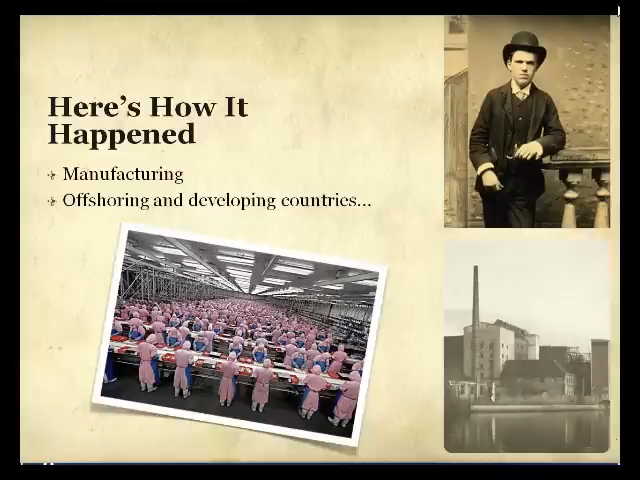 Here's How It
Happened
Manufacturing
Offshoring and developing countries...